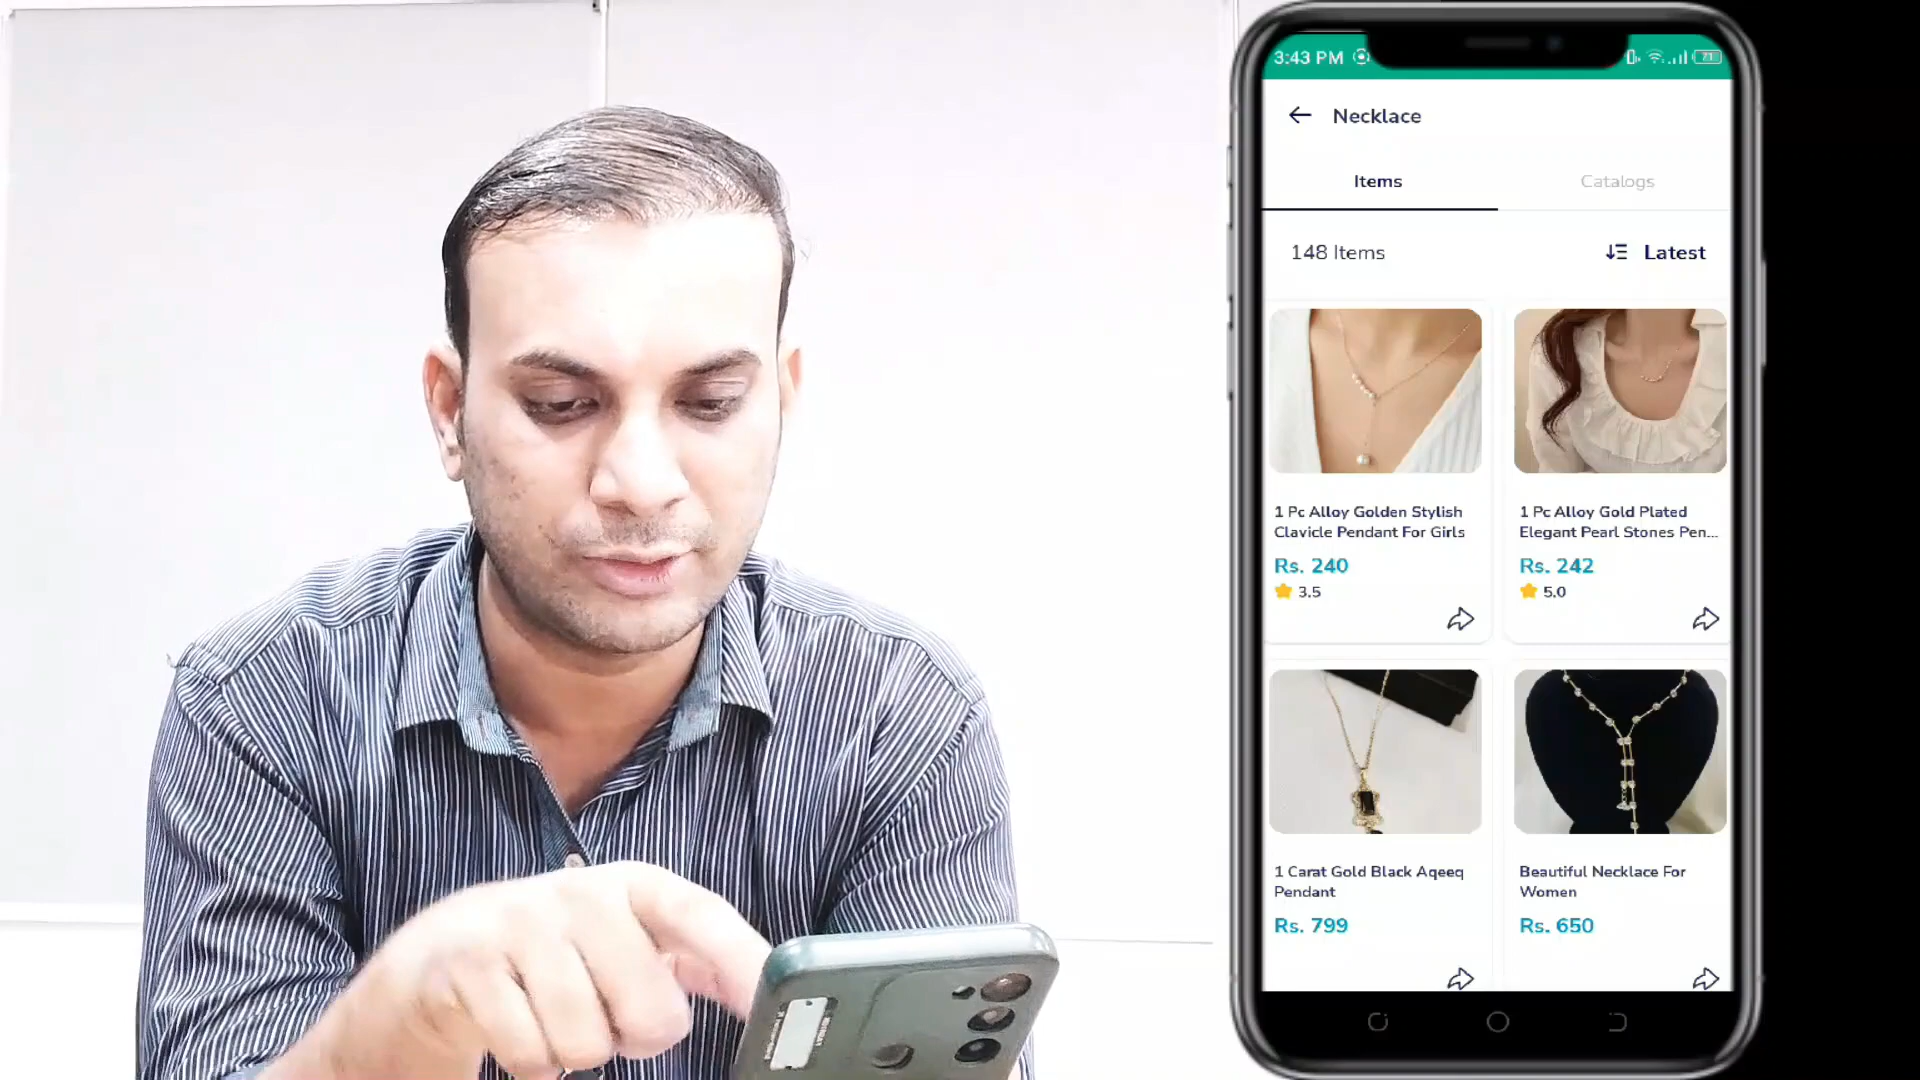 3:43 PM
71
Necklace
Items
Catalogs
148 Items
Latest
1 Pc Alloy Golden Stylish
Clavicle Pendant For Girls
Rs. 240
3.5
1 Pc Alloy Gold Plated
Elegant Pearl Stones Pen...
Rs. 242
5.0
1 Carat Gold Black Aqeeq
Pendant
Rs. 799
Beautiful Necklace For
Women
Rs. 650